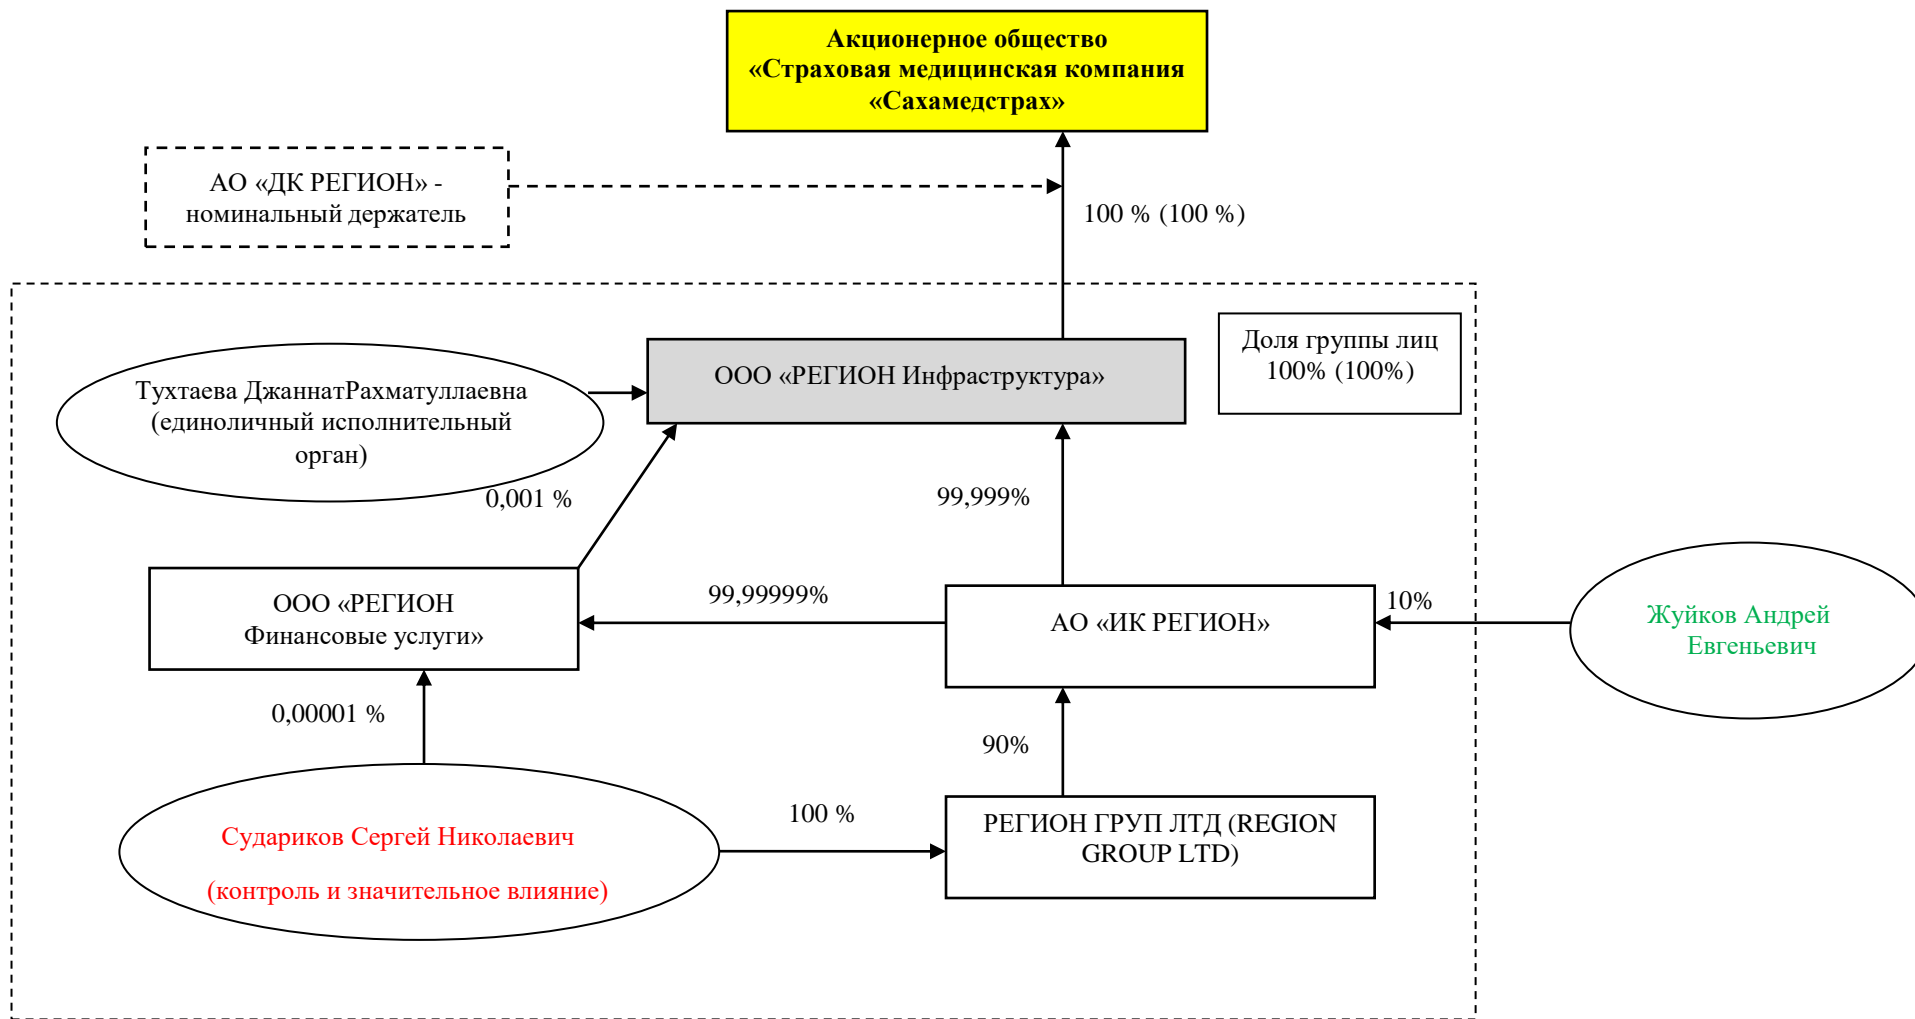 Акционерное общество
«Страховая медицинская компания
«Сахамедстрах»
АО «ДК РЕГИОН» -
номинальный держатель
100 % (100 %)
Доля группы лиц
100% (100%)
ООО «РЕГИОН Инфраструктура»
Тухтаева ДжаннатРахматуллаевна
(единоличный исполнительный
орган)
0,001 %
99,999%
ООО «РЕГИОН
Финансовые услуги»
99,99999%
АО «ИК РЕГИОН»
10%
Жуйков Андрей
Евгеньевич
0,00001 %
90%
Судариков Сергей Николаевич
(контроль и значительное влияние)
100 %
РЕГИОН ГРУП ЛТД (REGION
GROUP LTD)